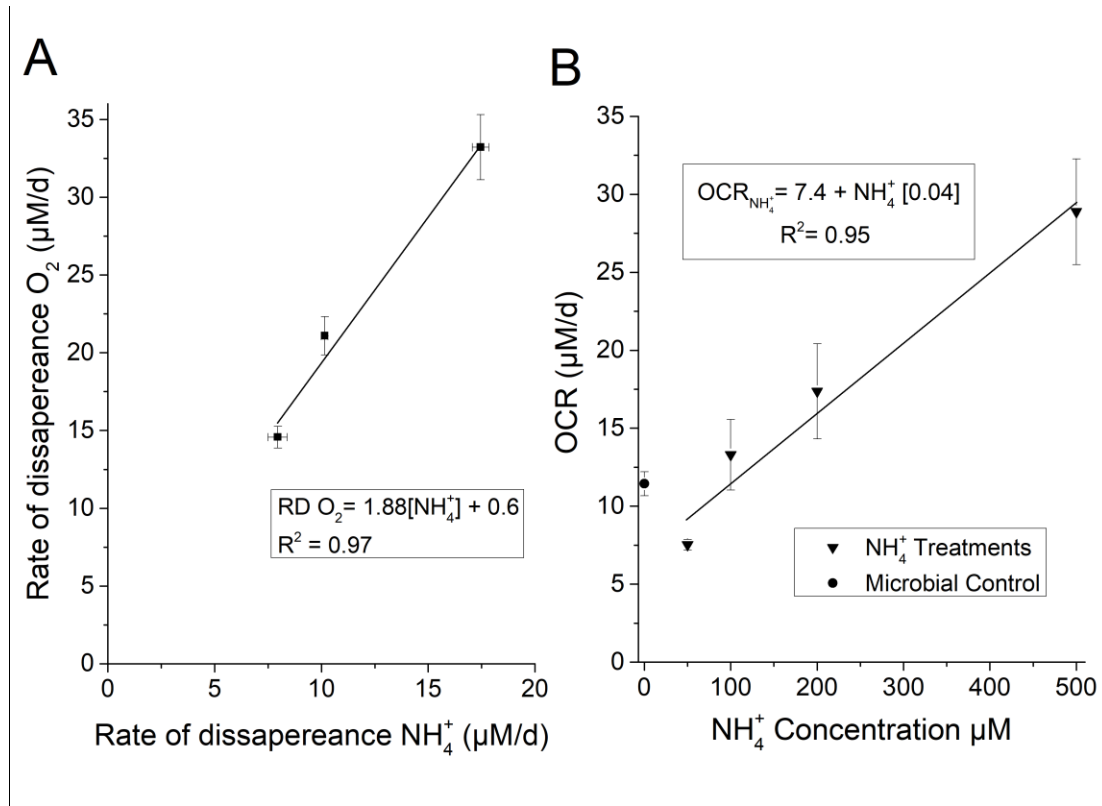 A
Rate of dissapereance O₂ (µM/d)
35
30
25
20
15
10
5
0
RD O₂= 1.88[NH₄⁺] + 0.6
R² = 0.97
0 5 10 15 20
Rate of dissapereance NH₄⁺ (µM/d)
B
OCR (µM/d)
35
30
25
20
15
10
5
0
OCR_NH₄⁺= 7.4 + NH₄⁺ [0.04]
R²= 0.95
NH₄⁺ Treatments
Microbial Control
0 100 200 300 400 500
NH₄⁺ Concentration µM